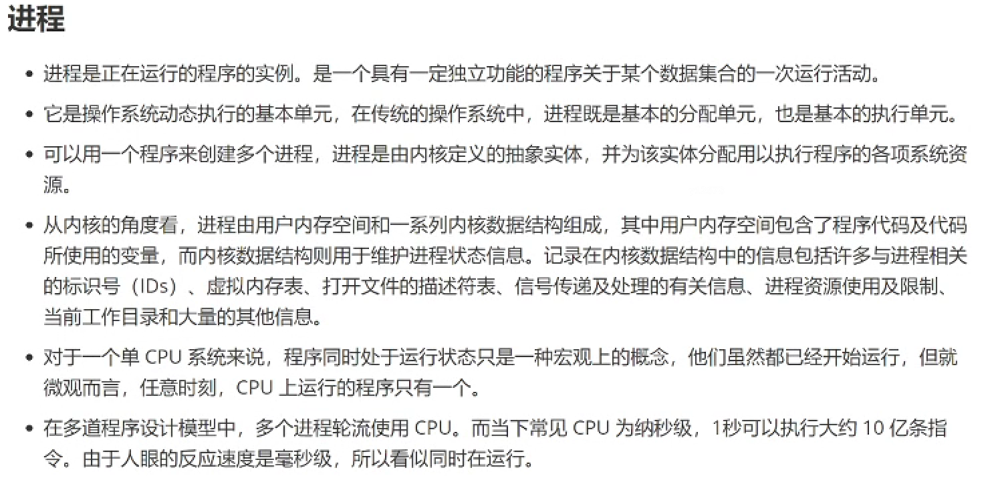 进程
• 进程是正在运行的程序的实例。是一个具有一定独立功能的程序关于某个数据集合的一次运行活动。
• 它是操作系统动态执行的基本单元，在传统的操作系统中，进程既是基本的分配单元，也是基本的执行单元。
• 可以用一个程序来创建多个进程，进程是由内核定义的抽象实体，并为该实体分配用以执行程序的各项系统资
源。
• 从内核的角度看，进程由用户内存空间和一系列内核数据结构组成，其中用户内存空间包含了程序代码及代码
所使用的变量，而内核数据结构则用于维护进程状态信息。记录在内核数据结构中的信息包括许多与进程相关
的标识号（IDs）、虚拟内存表、打开文件的描述符表、信号传递及处理的有关信息、进程资源使用及限制、
当前工作目录和大量的其他信息。
• 对于一个单 CPU 系统来说，程序同时处于运行状态只是一种宏观上的概念，他们虽然都已经开始运行，但就
微观而言，任意时刻，CPU 上运行的程序只有一个。
• 在多道程序设计模型中，多个进程轮流使用 CPU。而当下常见 CPU 为纳秒级，1秒可以执行大约 10 亿条指
令。由于人眼的反应速度是毫秒级，所以看似同时在运行。